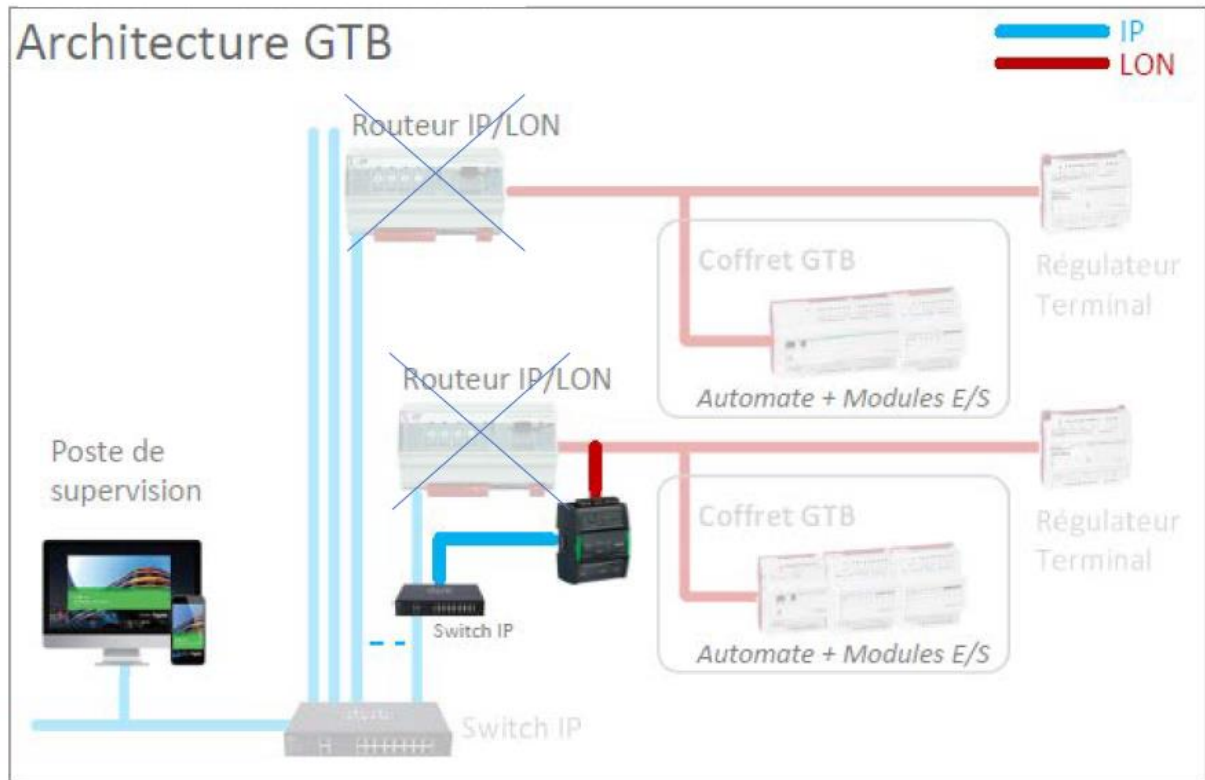 Architecture GTB
IP
LON
Routeur IP/LON
Coffret GTB
Régulateur
Terminal
Automate + Modules E/S
Routeur IP/LON
Poste de
supervision
Coffret GTB
Régulateur
Terminal
Switch IP
Automate + Modules E/S
Switch IP